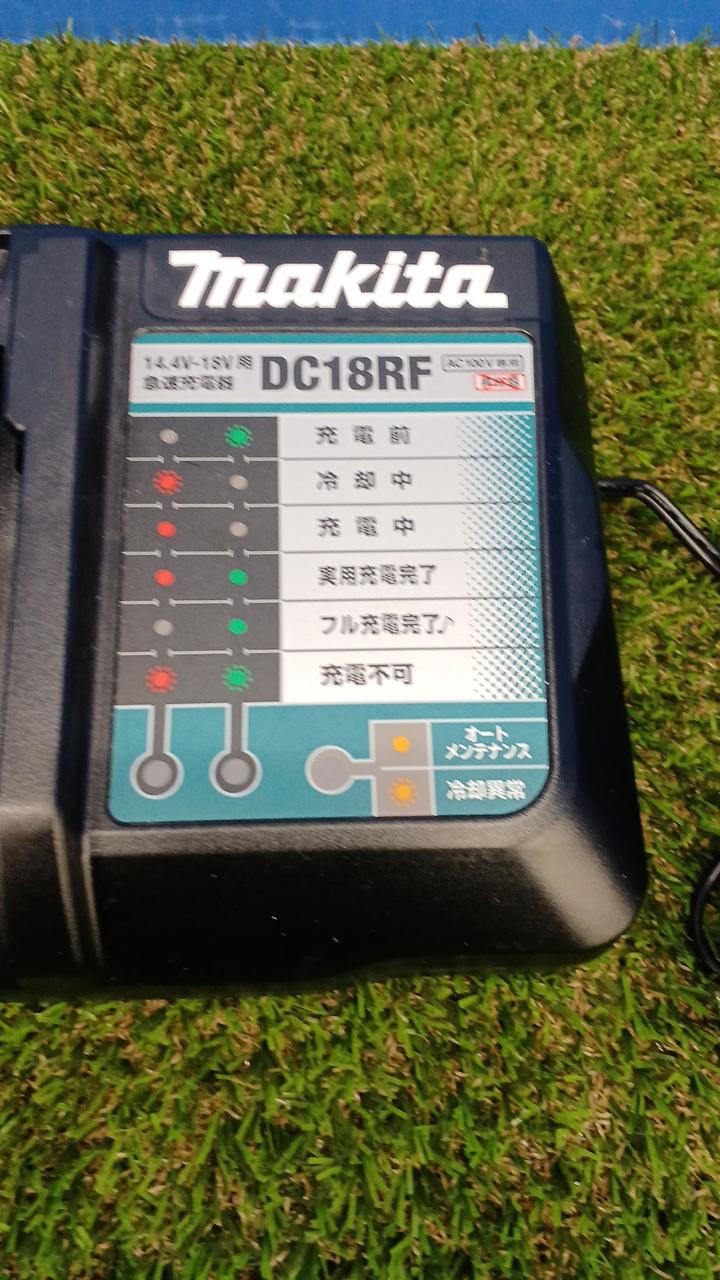 makita
14.4V-18V用
急速充電器
DC18RF
AC100V専用
充電前
冷却中
充電中
実用充電完了
フル充電完了♪
充電不可
オート
メンテナンス
冷却異常